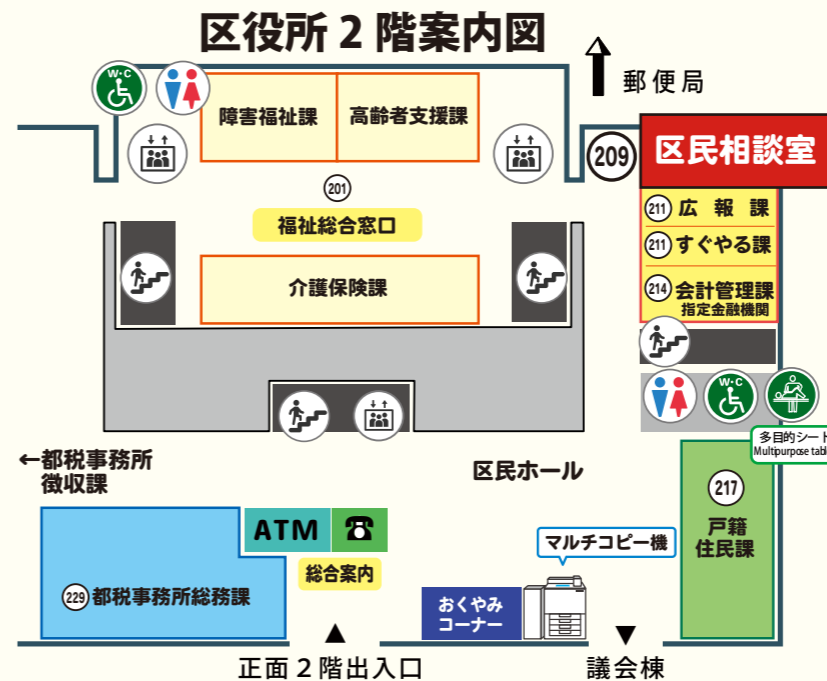 区役所２階案内図
郵便局
W・C
障害福祉課
高齢者支援課
209
区民相談室
201
211 広報課
福祉総合窓口
211 すぐやる課
介護保険課
214 会計管理課
指定金融機関
W・C
多目的シート
Multipurpose table
←都税事務所
徴収課
区民ホール
217
戸籍
住民課
ATM
マルチコピー機
総合案内
229 都税事務所総務課
おくやみ
コーナー
正面２階出入口
議会棟